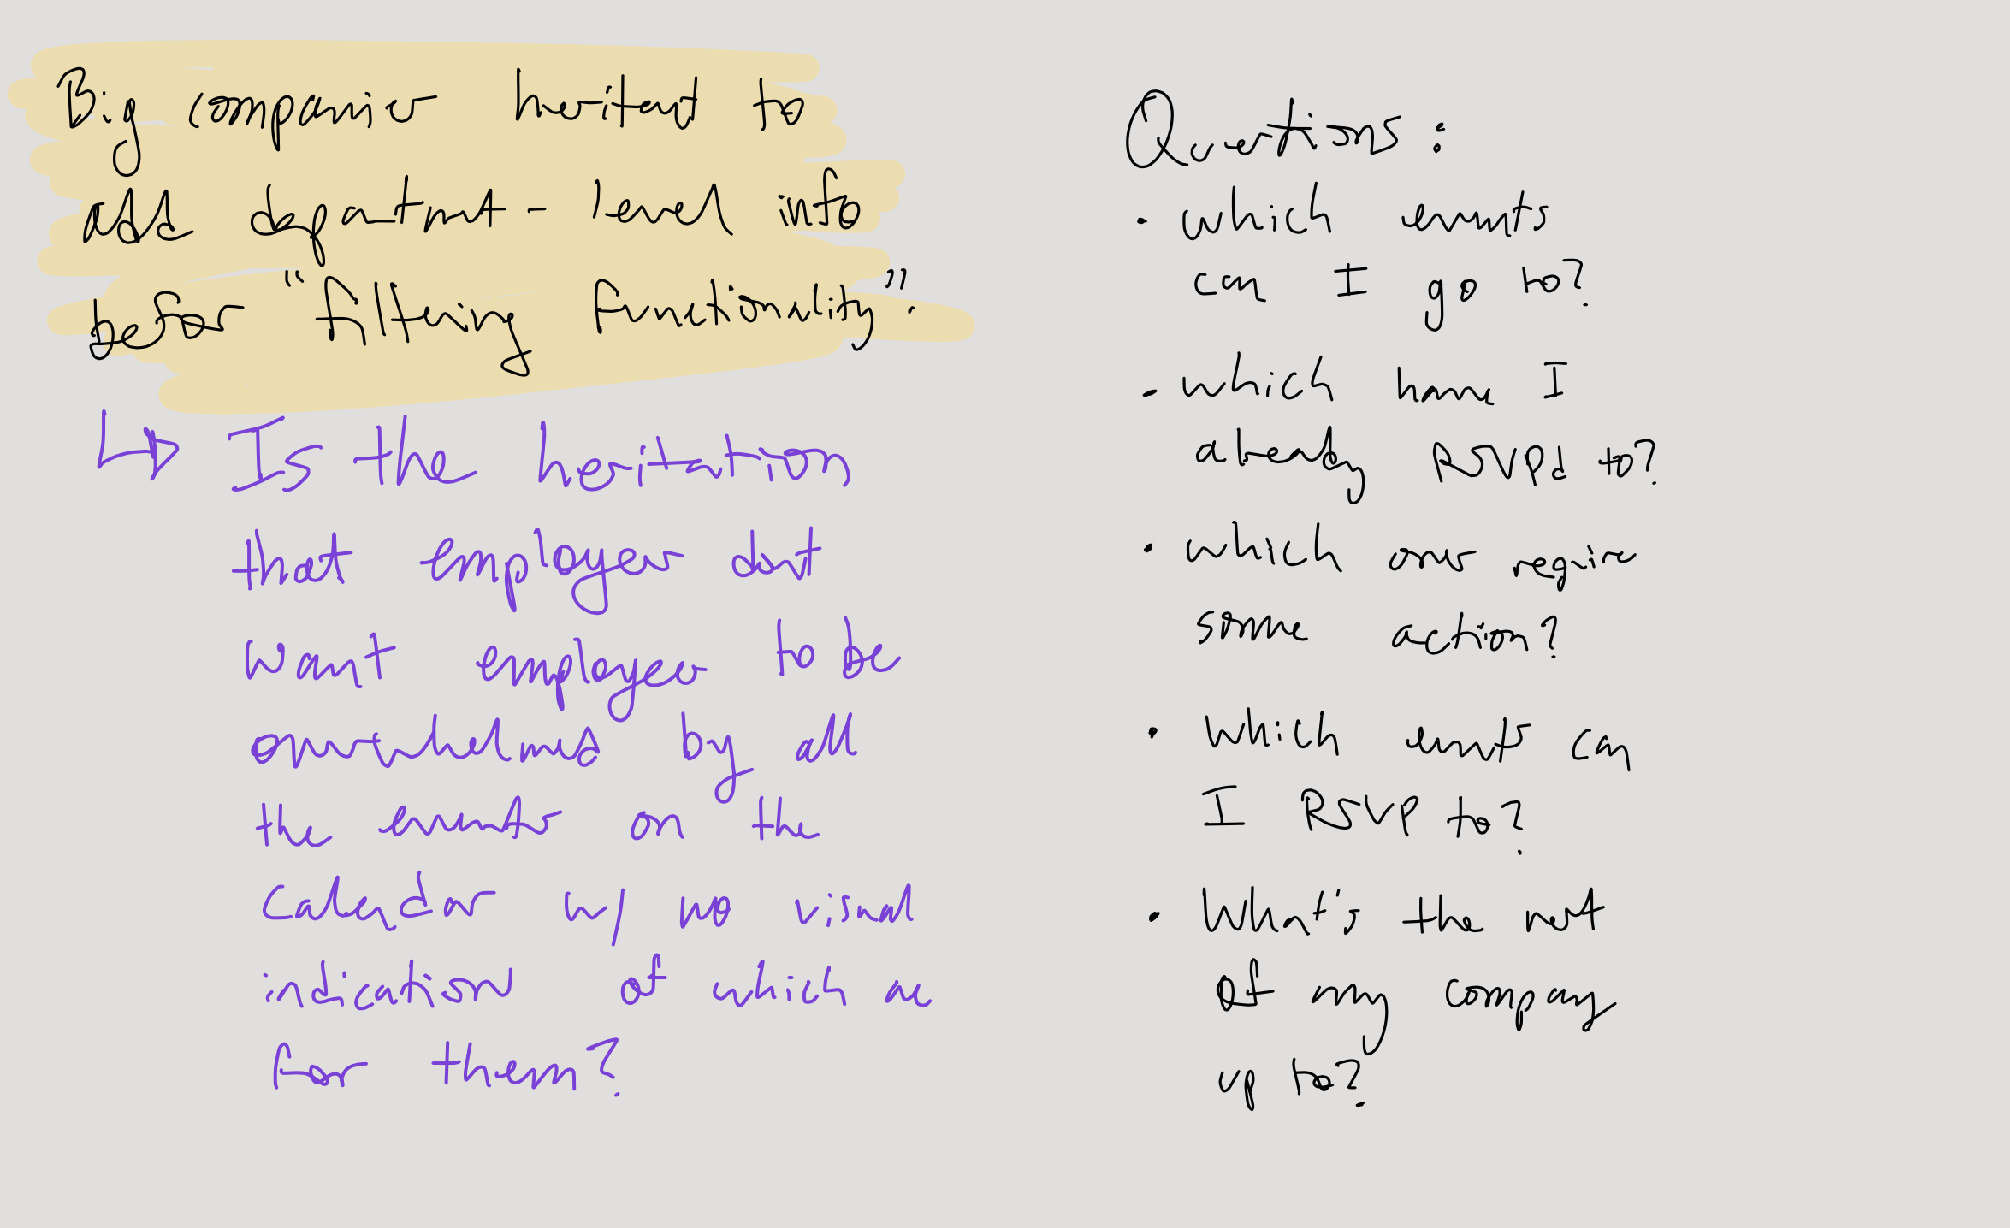 Big companies hesitant to
add department-level info
before "filtering functionality".
Is the hesitation
that employers dont
want employees to be
overwhelmed by all
the events on the
calendar w/ no visual
indication of which are
for them?
Questions:
• which events
can I go to?
• which have I
already RSVPd to?
• which ones require
some action?
• Which events can
I RSVP to?
• What's the rest
of my company
up to?